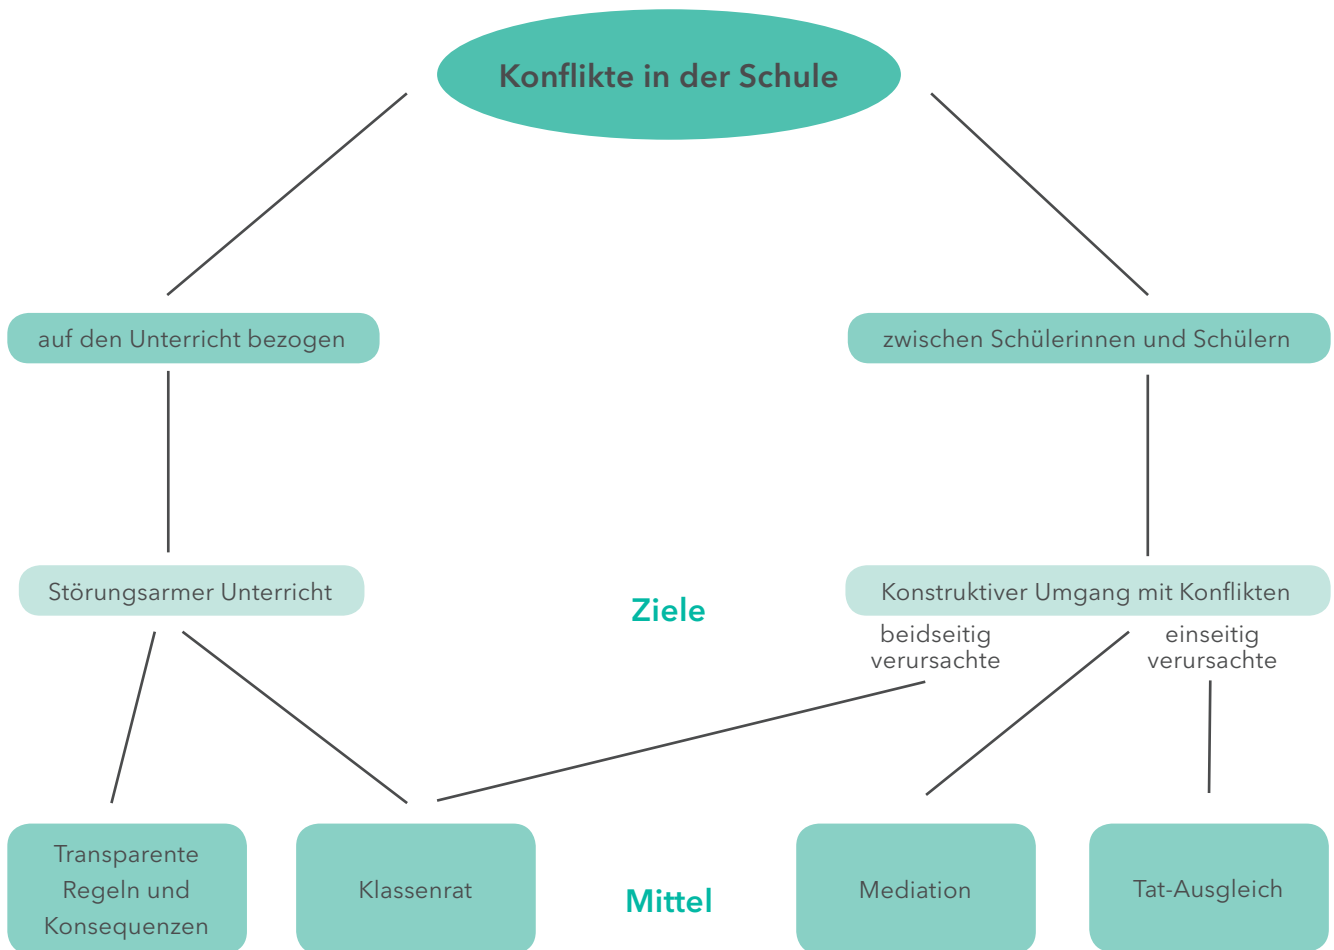 Konflikte in der Schule
auf den Unterricht bezogen
zwischen Schülerinnen und Schülern
Störungsarmer Unterricht
Ziele
Konstruktiver Umgang mit Konflikten
beidseitig
verursachte
einseitig
verursachte
Transparente
Regeln und
Konsequenzen
Klassenrat
Mittel
Mediation
Tat-Ausgleich